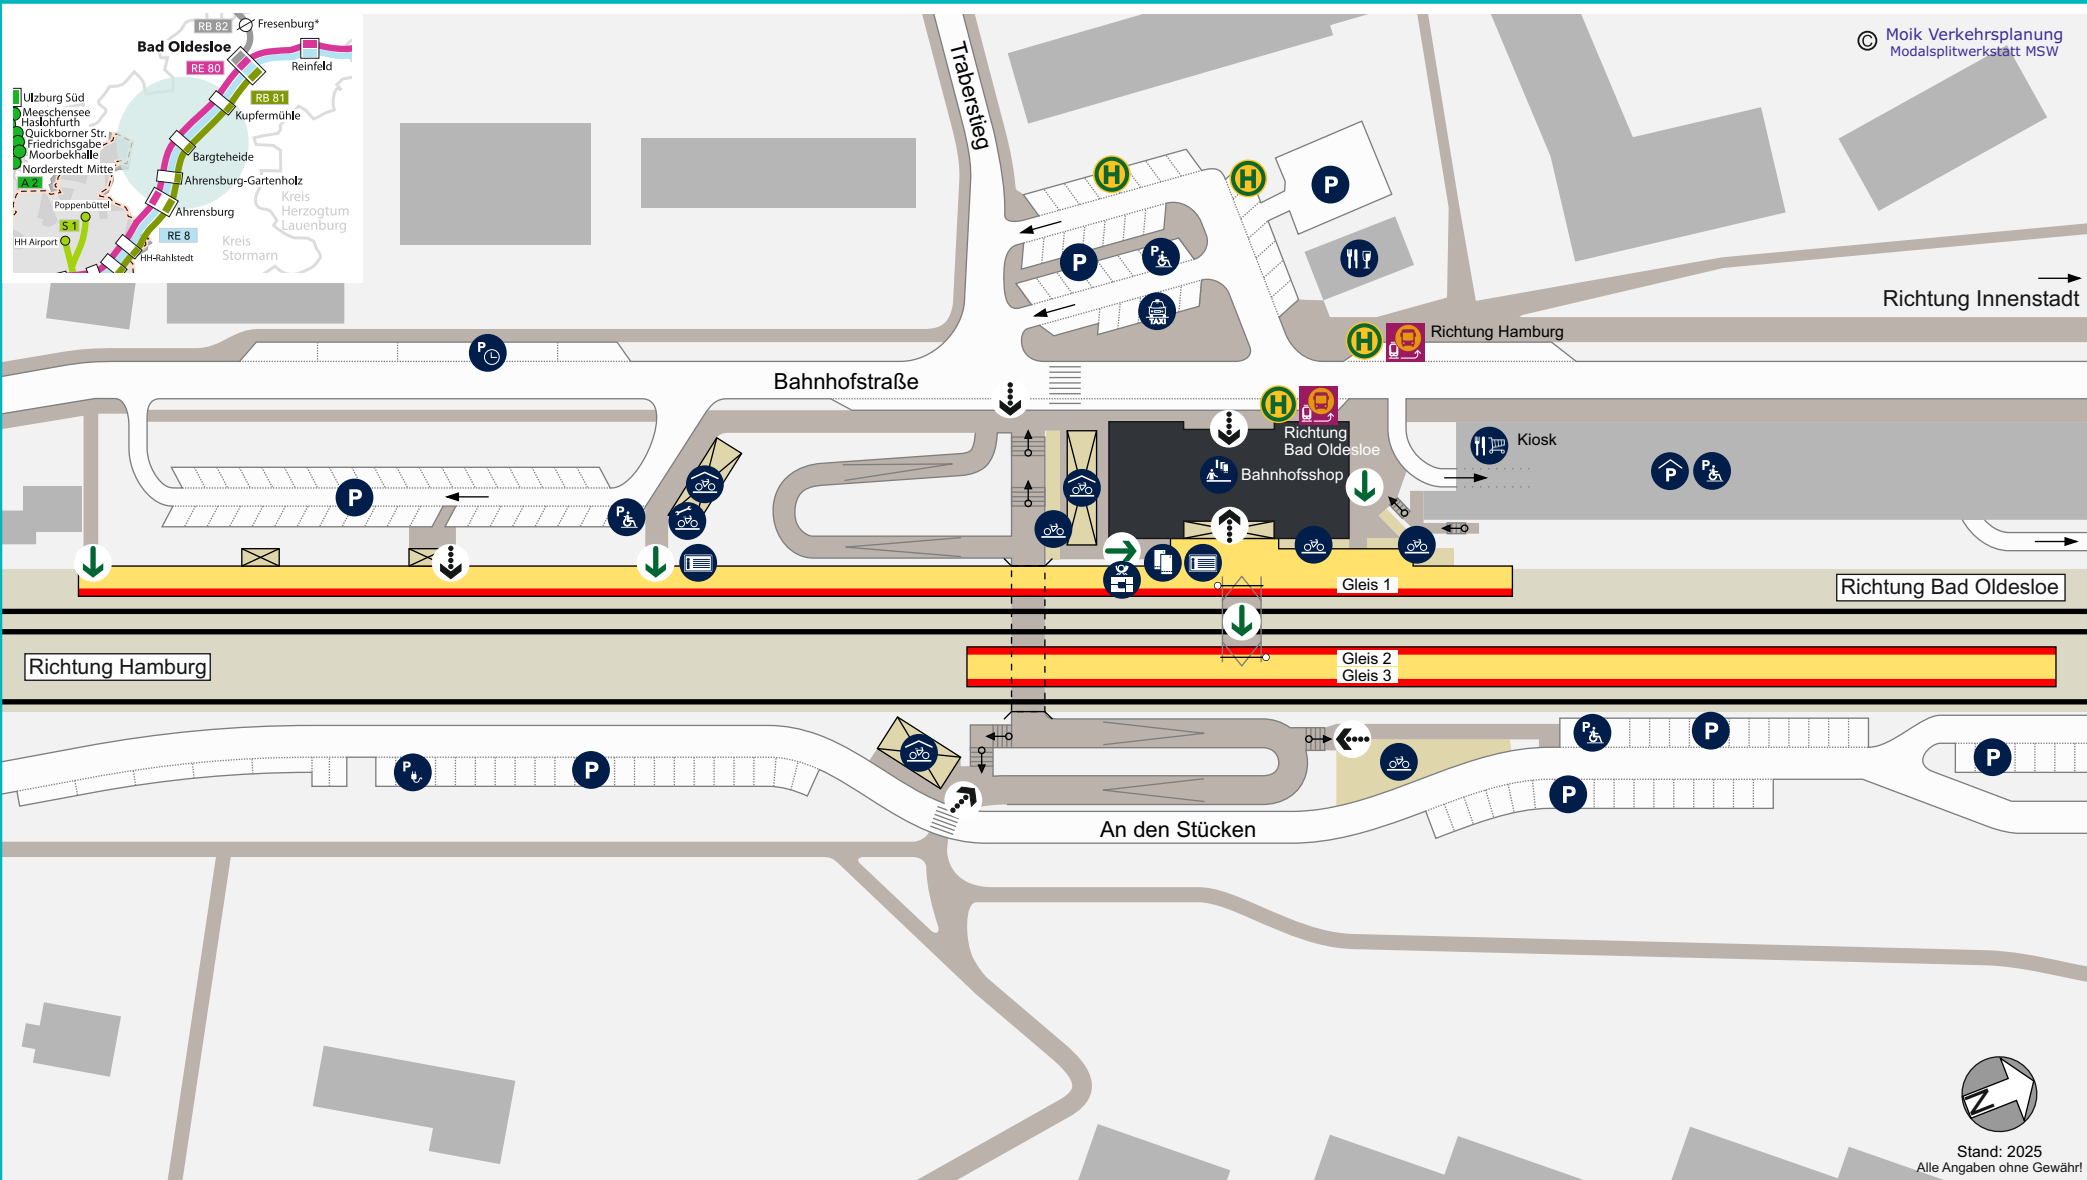 RB 82
Fresenburg*
Bad Oldesloe
Reinfeld
RE 80
RB 81
Kupfermühle
Ulzburg Süd
Meeschensee
Haslohfurth
Quickborner Str.
Friedrichsgabe
Moorbekhalle
Norderstedt Mitte
A 2
Bargteheide
Ahrensburg-Gartenholz
Poppenbüttel
Ahrensburg
Kreis
Herzogtum
Lauenburg
S 1
HH Airport
RE 8
Kreis
Stormarn
HH-Rahlstedt
© Moik Verkehrsplanung
Modalsplitwerkstatt MSW
Traberstieg
H
H
P
P
P
TAXI
Richtung Innenstadt
H
Richtung Hamburg
P
Bahnhofstraße
H
Richtung
Bad Oldesloe
Kiosk
Bahnhofsshop
P
P
P
P
Gleis 1
Richtung Bad Oldesloe
Richtung Hamburg
Gleis 2
Gleis 3
P
P
P
P
P
P
An den Stücken
N
Stand: 2025
Alle Angaben ohne Gewähr!